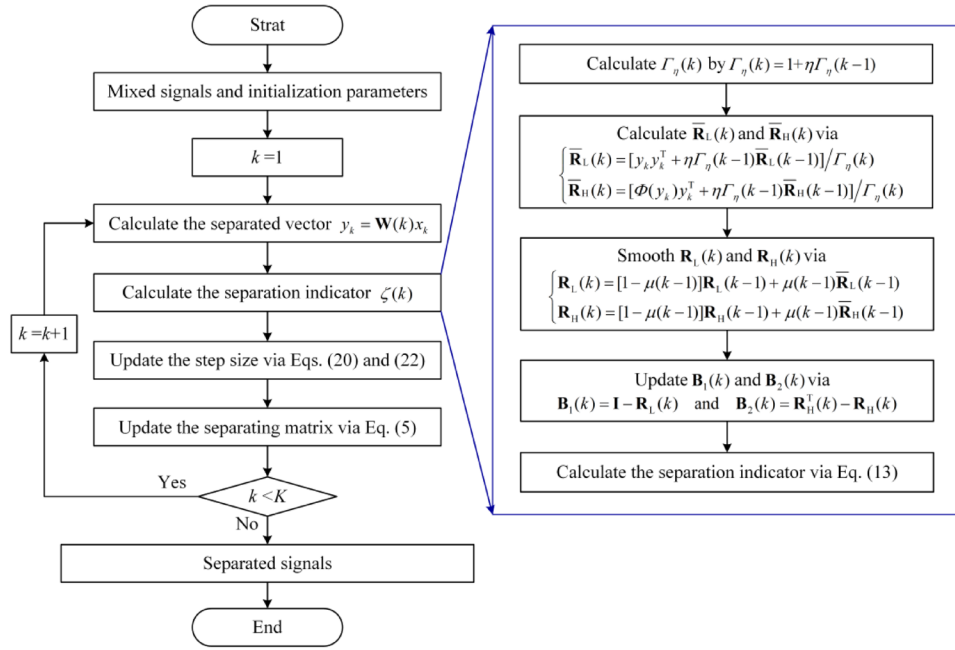 Strat
Mixed signals and initialization parameters
k =1
Calculate the separated vector y_k = W(k)x_k
Calculate the separation indicator ζ(k)
k =k+1
Update the step size via Eqs. (20) and (22)
Update the separating matrix via Eq. (5)
Yes
k <K
No
Separated signals
End
Calculate Γ_η(k) by Γ_η(k) = 1+ηΓ_η(k−1)
Calculate R̅_L(k) and R̅_H(k) via
R̅_L(k) = [y_k y_k^T + ηΓ_η(k−1)R̅_L(k−1)]/Γ_η(k)
R̅_H(k) = [Φ(y_k)y_k^T + ηΓ_η(k−1)R̅_H(k−1)]/Γ_η(k)
Smooth R_L(k) and R_H(k) via
R_L(k) = [1−μ(k−1)]R_L(k−1)+μ(k−1)R̅_L(k−1)
R_H(k) = [1−μ(k−1)]R_H(k−1)+μ(k−1)R̅_H(k−1)
Update B_1(k) and B_2(k) via
B_1(k) = I − R_L(k) and B_2(k) = R_H^T(k) − R_H(k)
Calculate the separation indicator via Eq. (13)